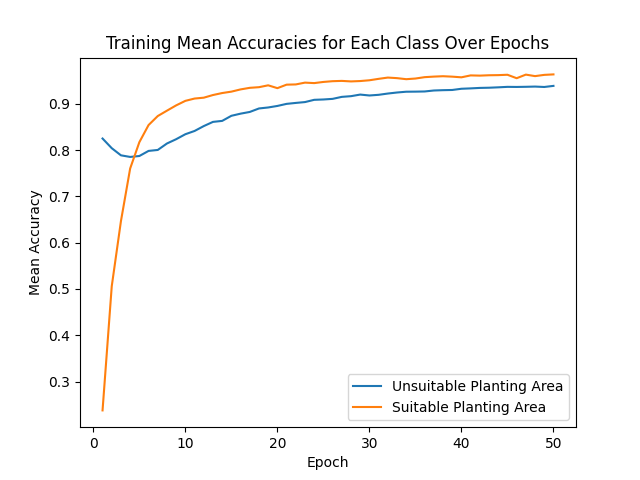 Training Mean Accuracies for Each Class Over Epochs
Mean Accuracy
0.9
0.8
0.7
0.6
0.5
0.4
0.3
Unsuitable Planting Area
Suitable Planting Area
0 10 20 30 40 50
Epoch